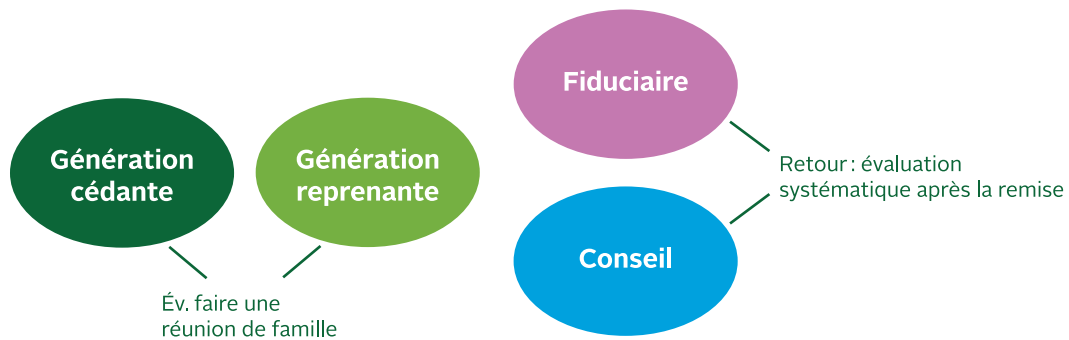 Génération
cédante
Génération
reprenante
Év. faire une
réunion de famille
Fiduciaire
Conseil
Retour : évaluation
systématique après la remise